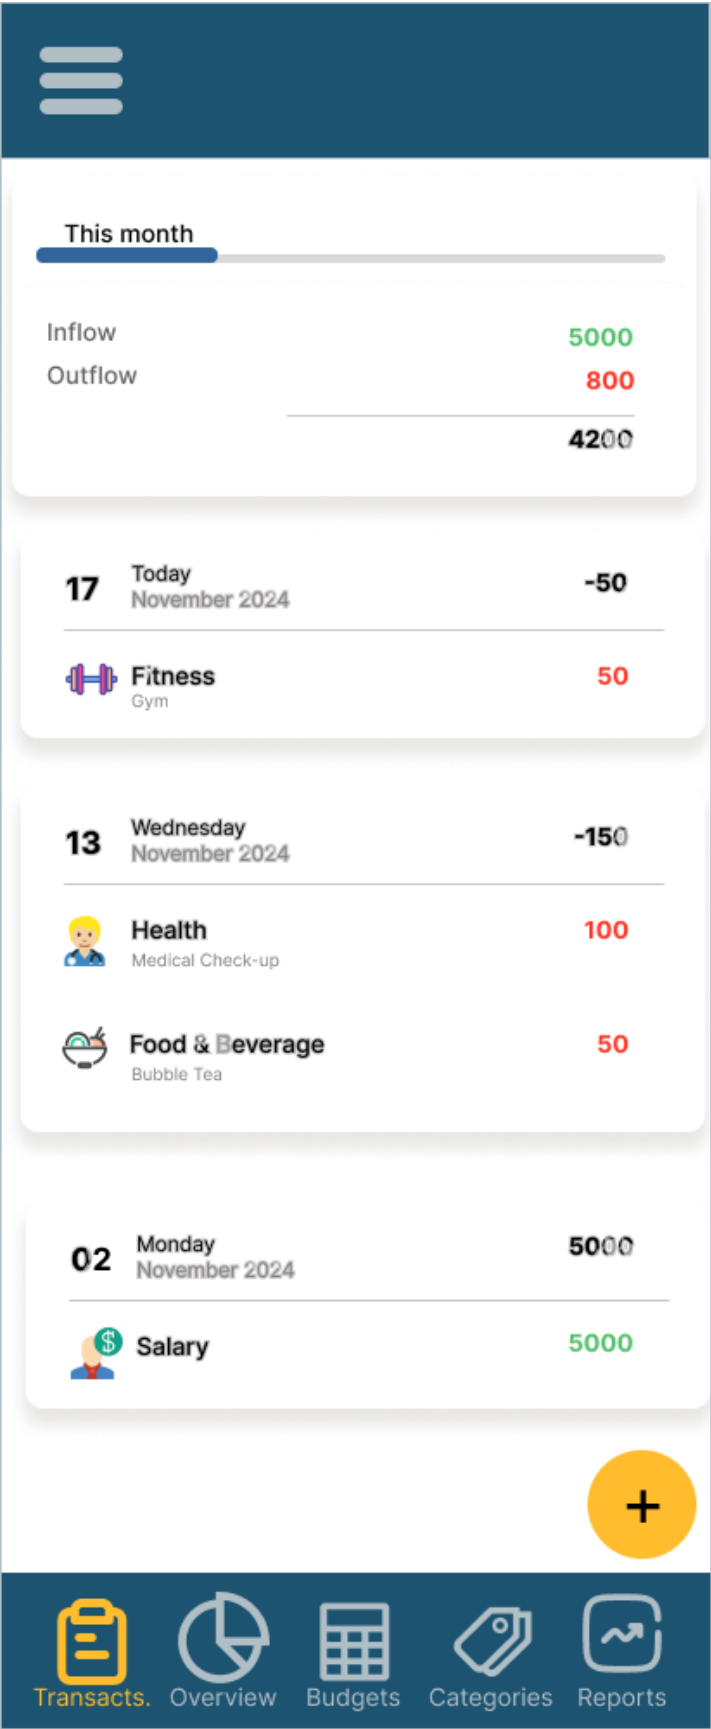 This month
Inflow 5000
Outflow 800
4200
17 Today -50
November 2024
Fitness 50
Gym
13 Wednesday -150
November 2024
Health 100
Medical Check-up
Food & Beverage 50
Bubble Tea
02 Monday 5000
November 2024
$
Salary 5000
+
Transacts. Overview Budgets Categories Reports